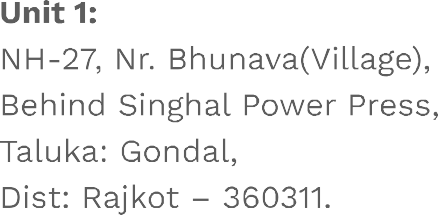 Unit 1:
NH-27, Nr. Bhunava(Village),
Behind Singhal Power Press,
Taluka: Gondal,
Dist: Rajkot – 360311.